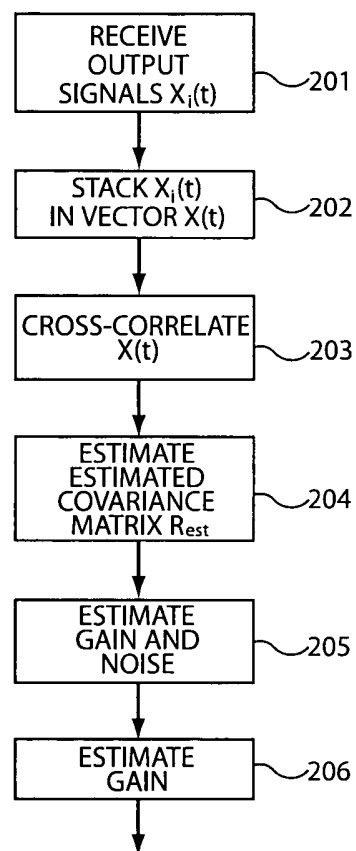 RECEIVE
OUTPUT
SIGNALS Xi(t)
201
STACK Xi(t)
IN VECTOR X(t)
202
CROSS-CORRELATE
X(t)
203
ESTIMATE
ESTIMATED
COVARIANCE
MATRIX Rest
204
ESTIMATE
GAIN AND
NOISE
205
ESTIMATE
GAIN
206